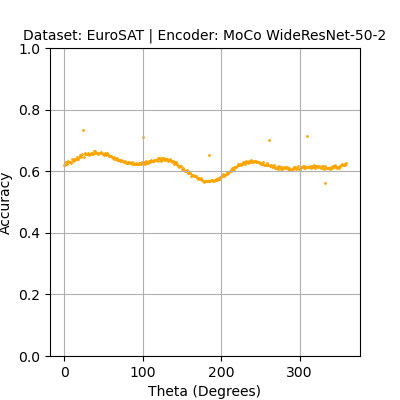 Dataset: EuroSAT | Encoder: MoCo WideResNet-50-2
1.0
0.8
0.6
0.4
0.2
0.0
Accuracy
0 100 200 300
Theta (Degrees)